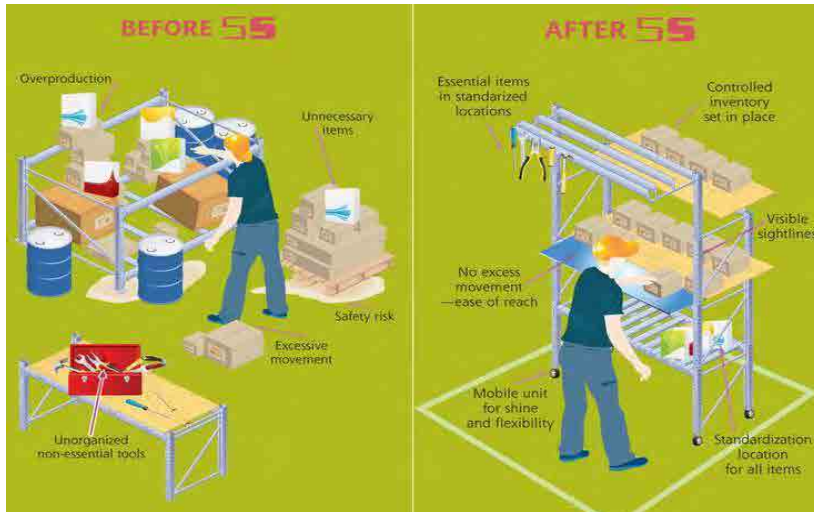 BEFORE 5S
Overproduction
Unnecessary
items
Safety risk
Excessive
movement
Unorganized
non-essential tools
AFTER 5S
Essential items
in standarized
locations
Controlled
inventory
set in place
Visible
sightlines
No excess
movement
—ease of reach
Mobile unit
for shine
and flexibility
Standardization
location
for all items